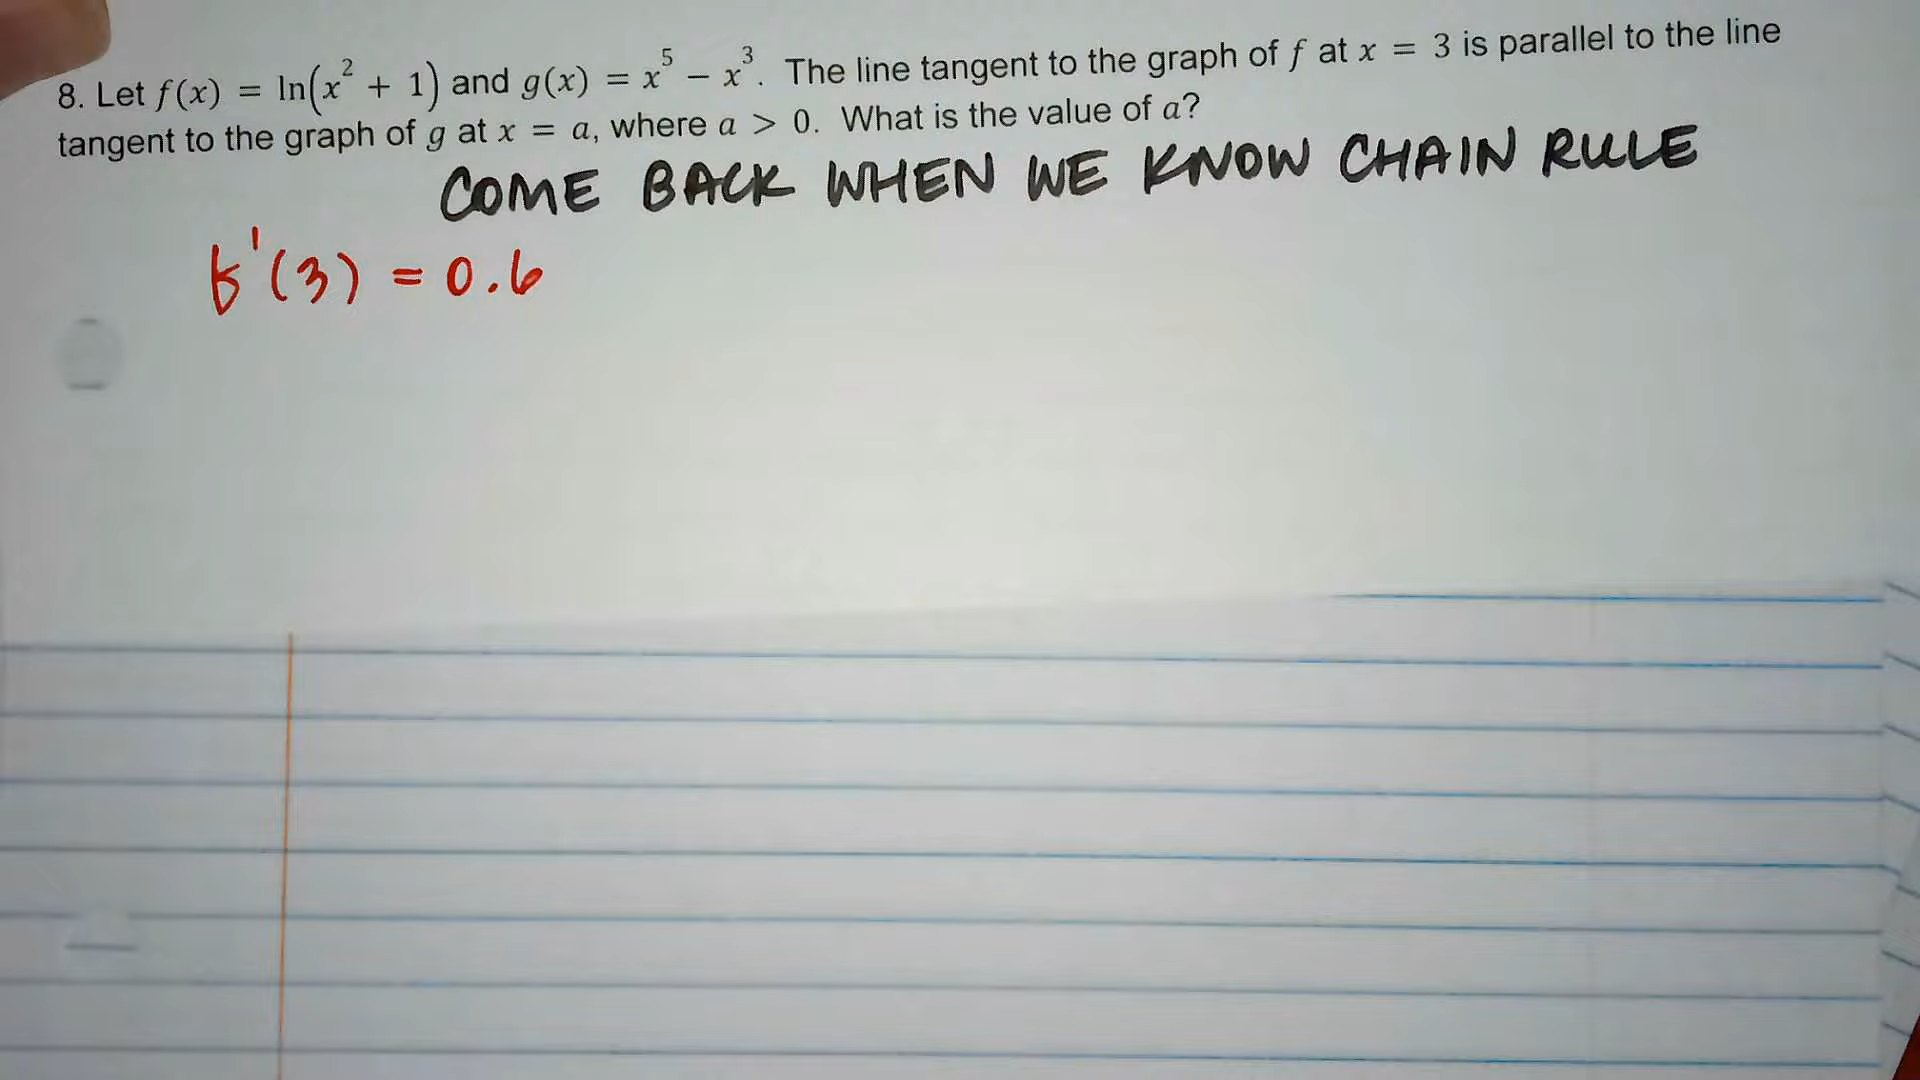 8. Let f(x) = ln(x² + 1) and g(x) = x⁵ − x³. The line tangent to the graph of f at x = 3 is parallel to the line
tangent to the graph of g at x = a, where a > 0. What is the value of a?
COME BACK WHEN WE KNOW CHAIN RULE
f'(3) = 0.6